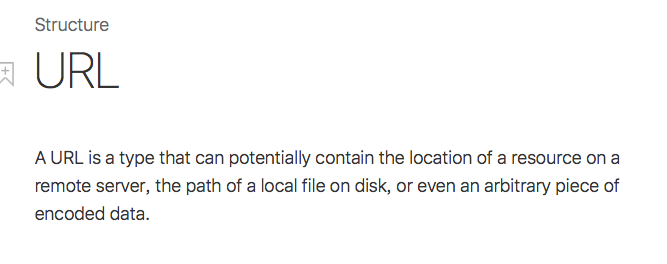 Structure
URL
A URL is a type that can potentially contain the location of a resource on a
remote server, the path of a local file on disk, or even an arbitrary piece of
encoded data.